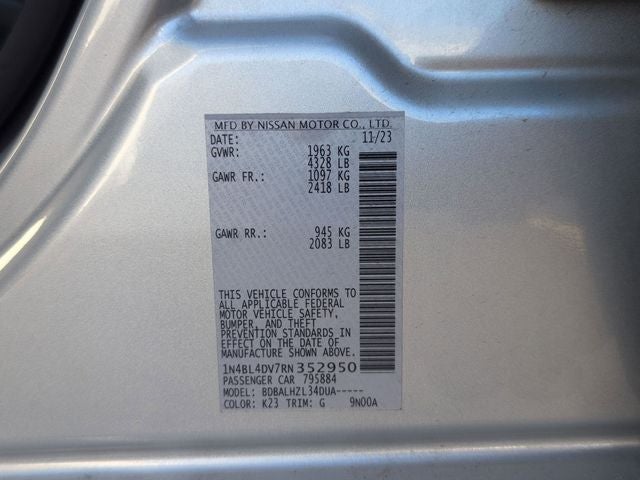 MFD BY NISSAN MOTOR CO., LTD.
DATE: 11/23
GVWR: 1963 KG
4328 LB
GAWR FR.: 1097 KG
2418 LB
GAWR RR.: 945 KG
2083 LB
THIS VEHICLE CONFORMS TO
ALL APPLICABLE FEDERAL
MOTOR VEHICLE SAFETY,
BUMPER, AND THEFT
PREVENTION STANDARDS IN
EFFECT ON THE DATE OF
MANUFACTURE SHOWN ABOVE.
1N4BL4DV7RN352950
PASSENGER CAR 795884
MODEL: BDBALHZL34DUA-----
COLOR: K23 TRIM: G 9N00A